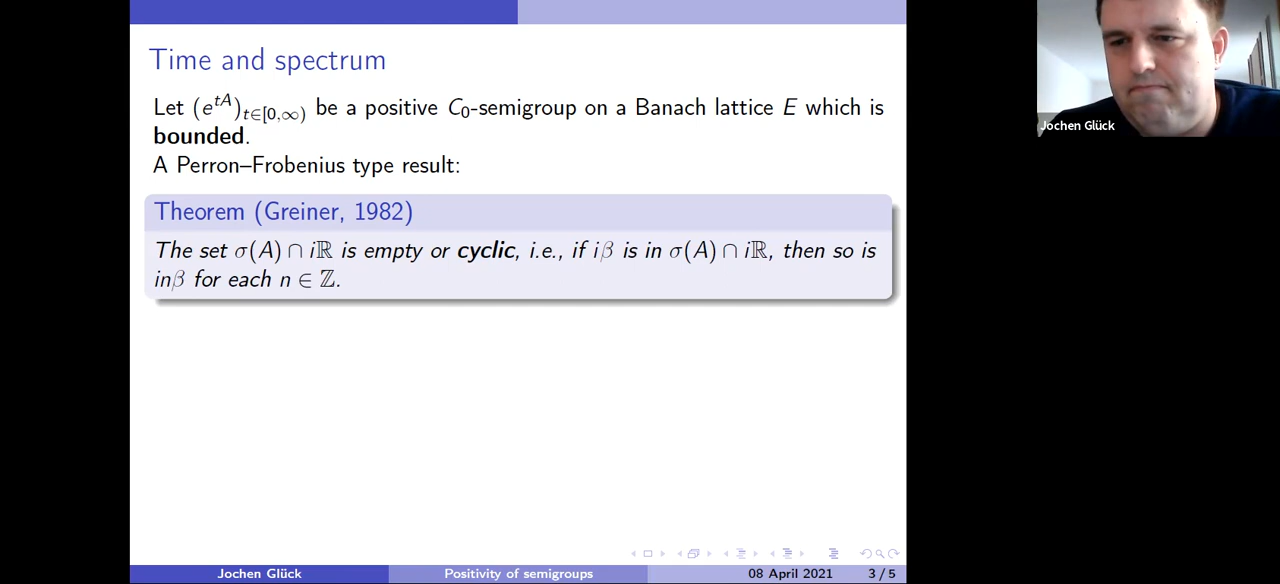 Time and spectrum
Let (e^{tA})_{t∈[0,∞)} be a positive C₀-semigroup on a Banach lattice E which is
bounded.
A Perron–Frobenius type result:
Theorem (Greiner, 1982)
The set σ(A) ∩ iℝ is empty or cyclic, i.e., if iβ is in σ(A) ∩ iℝ, then so is
inβ for each n ∈ ℤ.
Jochen Glück
Jochen Glück Positivity of semigroups 08 April 2021 3 / 5